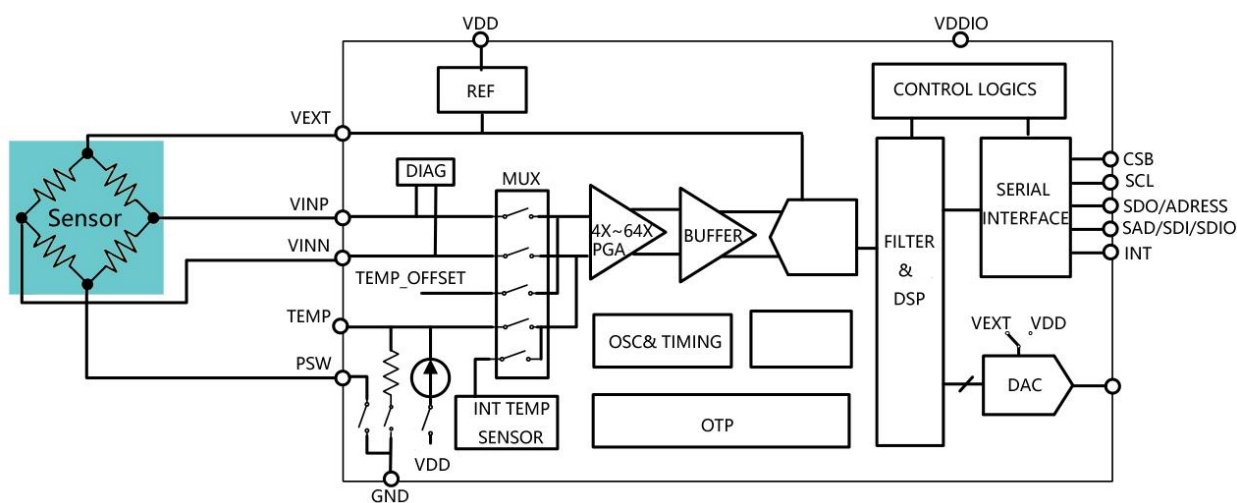 VDD
VDDIO
REF
CONTROL LOGICS
VEXT
DIAG
MUX
CSB
Sensor
VINP
SERIAL
INTERFACE
SCL
SDO/ADRESS
SAD/SDI/SDIO
INT
4X~64X
PGA
BUFFER
FILTER
&
DSP
VINN
TEMP_OFFSET
TEMP
OSC& TIMING
VEXT
VDD
PSW
DAC
INT TEMP
SENSOR
OTP
VDD
GND